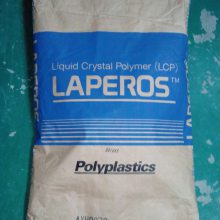 Liquid Crystal Polymer (LCP)
LAPEROS™
Polyplastics